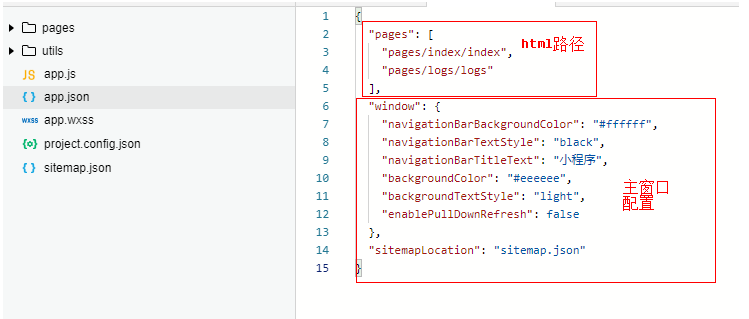 pages
utils
JS app.js
{ } app.json
wxss app.wxss
{o} project.config.json
{ } sitemap.json
1 {
2 "pages": [
3 "pages/index/index",
4 "pages/logs/logs"
5 ],
html路径
6 "window": {
7 "navigationBarBackgroundColor": "#ffffff",
8 "navigationBarTextStyle": "black",
9 "navigationBarTitleText": "小程序",
10 "backgroundColor": "#eeeeee",
11 "backgroundTextStyle": "light",
12 "enablePullDownRefresh": false
13 },
14 "sitemapLocation": "sitemap.json"
15 }
主窗口
配置